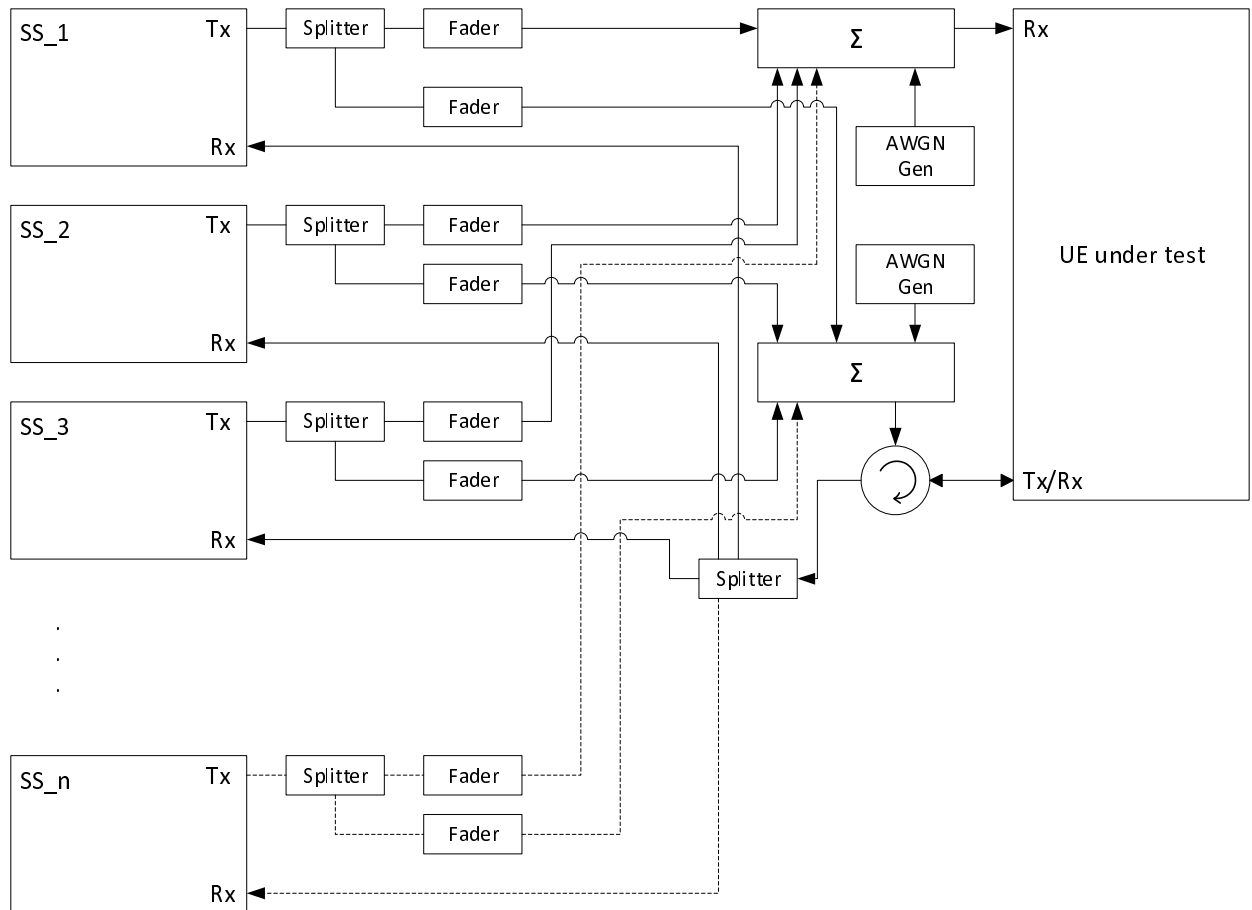 SS_1
Tx
Splitter
Fader
Σ
Rx
Fader
Rx
AWGN
Gen
SS_2
Tx
Splitter
Fader
UE under test
Fader
AWGN
Gen
Rx
Σ
SS_3
Tx
Splitter
Fader
Fader
Tx/Rx
Rx
Splitter
.
.
.
SS_n
Tx
Splitter
Fader
Fader
Rx